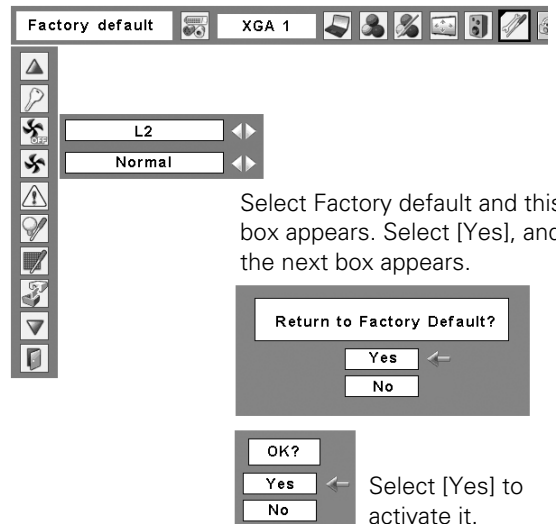 Factory default XGA 1
OFF
L2
Normal
Select Factory default and this
box appears. Select [Yes], and
the next box appears.
Return to Factory Default?
Yes
No
OK?
Yes
No
Select [Yes] to
activate it.